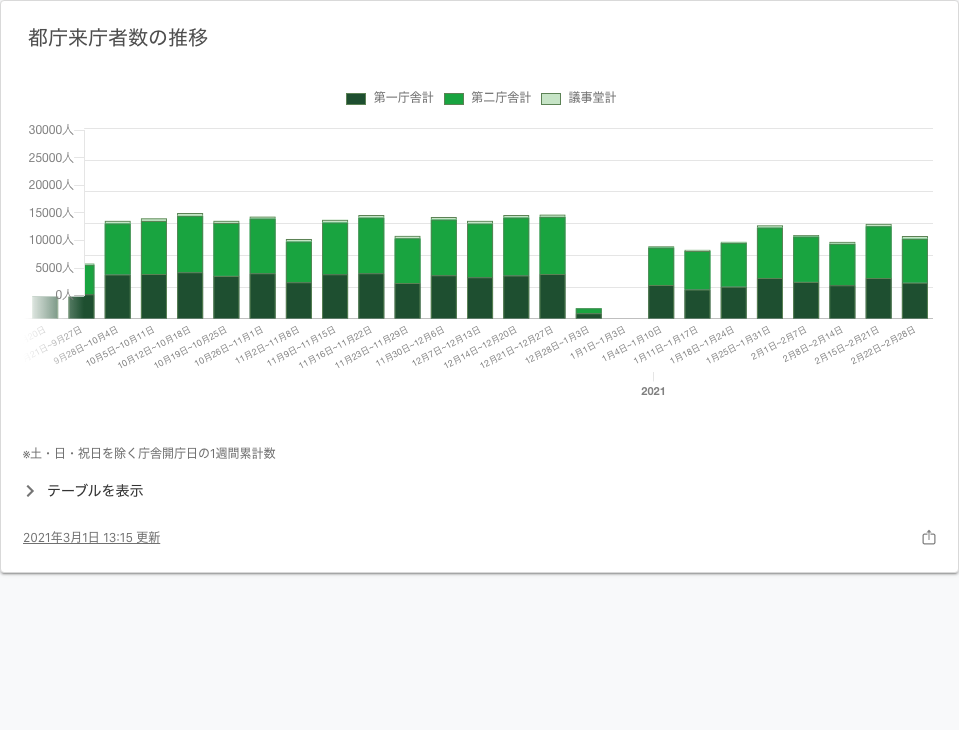 都庁来庁者数の推移
第一庁舎計 第二庁舎計 議事堂計
30000人
25000人
20000人
15000人
10000人
5000人
0人
21日~9月27日
9月28日~10月4日
10月5日~10月11日
10月12日~10月18日
10月19日~10月25日
10月26日~11月1日
11月2日~11月8日
11月9日~11月15日
11月16日~11月22日
11月23日~11月29日
11月30日~12月6日
12月7日~12月13日
12月14日~12月20日
12月21日~12月27日
12月28日~1月3日
1月1日~1月3日
1月4日~1月10日
1月11日~1月17日
1月18日~1月24日
1月25日~1月31日
2月1日~2月7日
2月8日~2月14日
2月15日~2月21日
2月22日~2月28日
2021
※土・日・祝日を除く庁舎開庁日の1週間累計数
テーブルを表示
2021年3月1日 13:15 更新